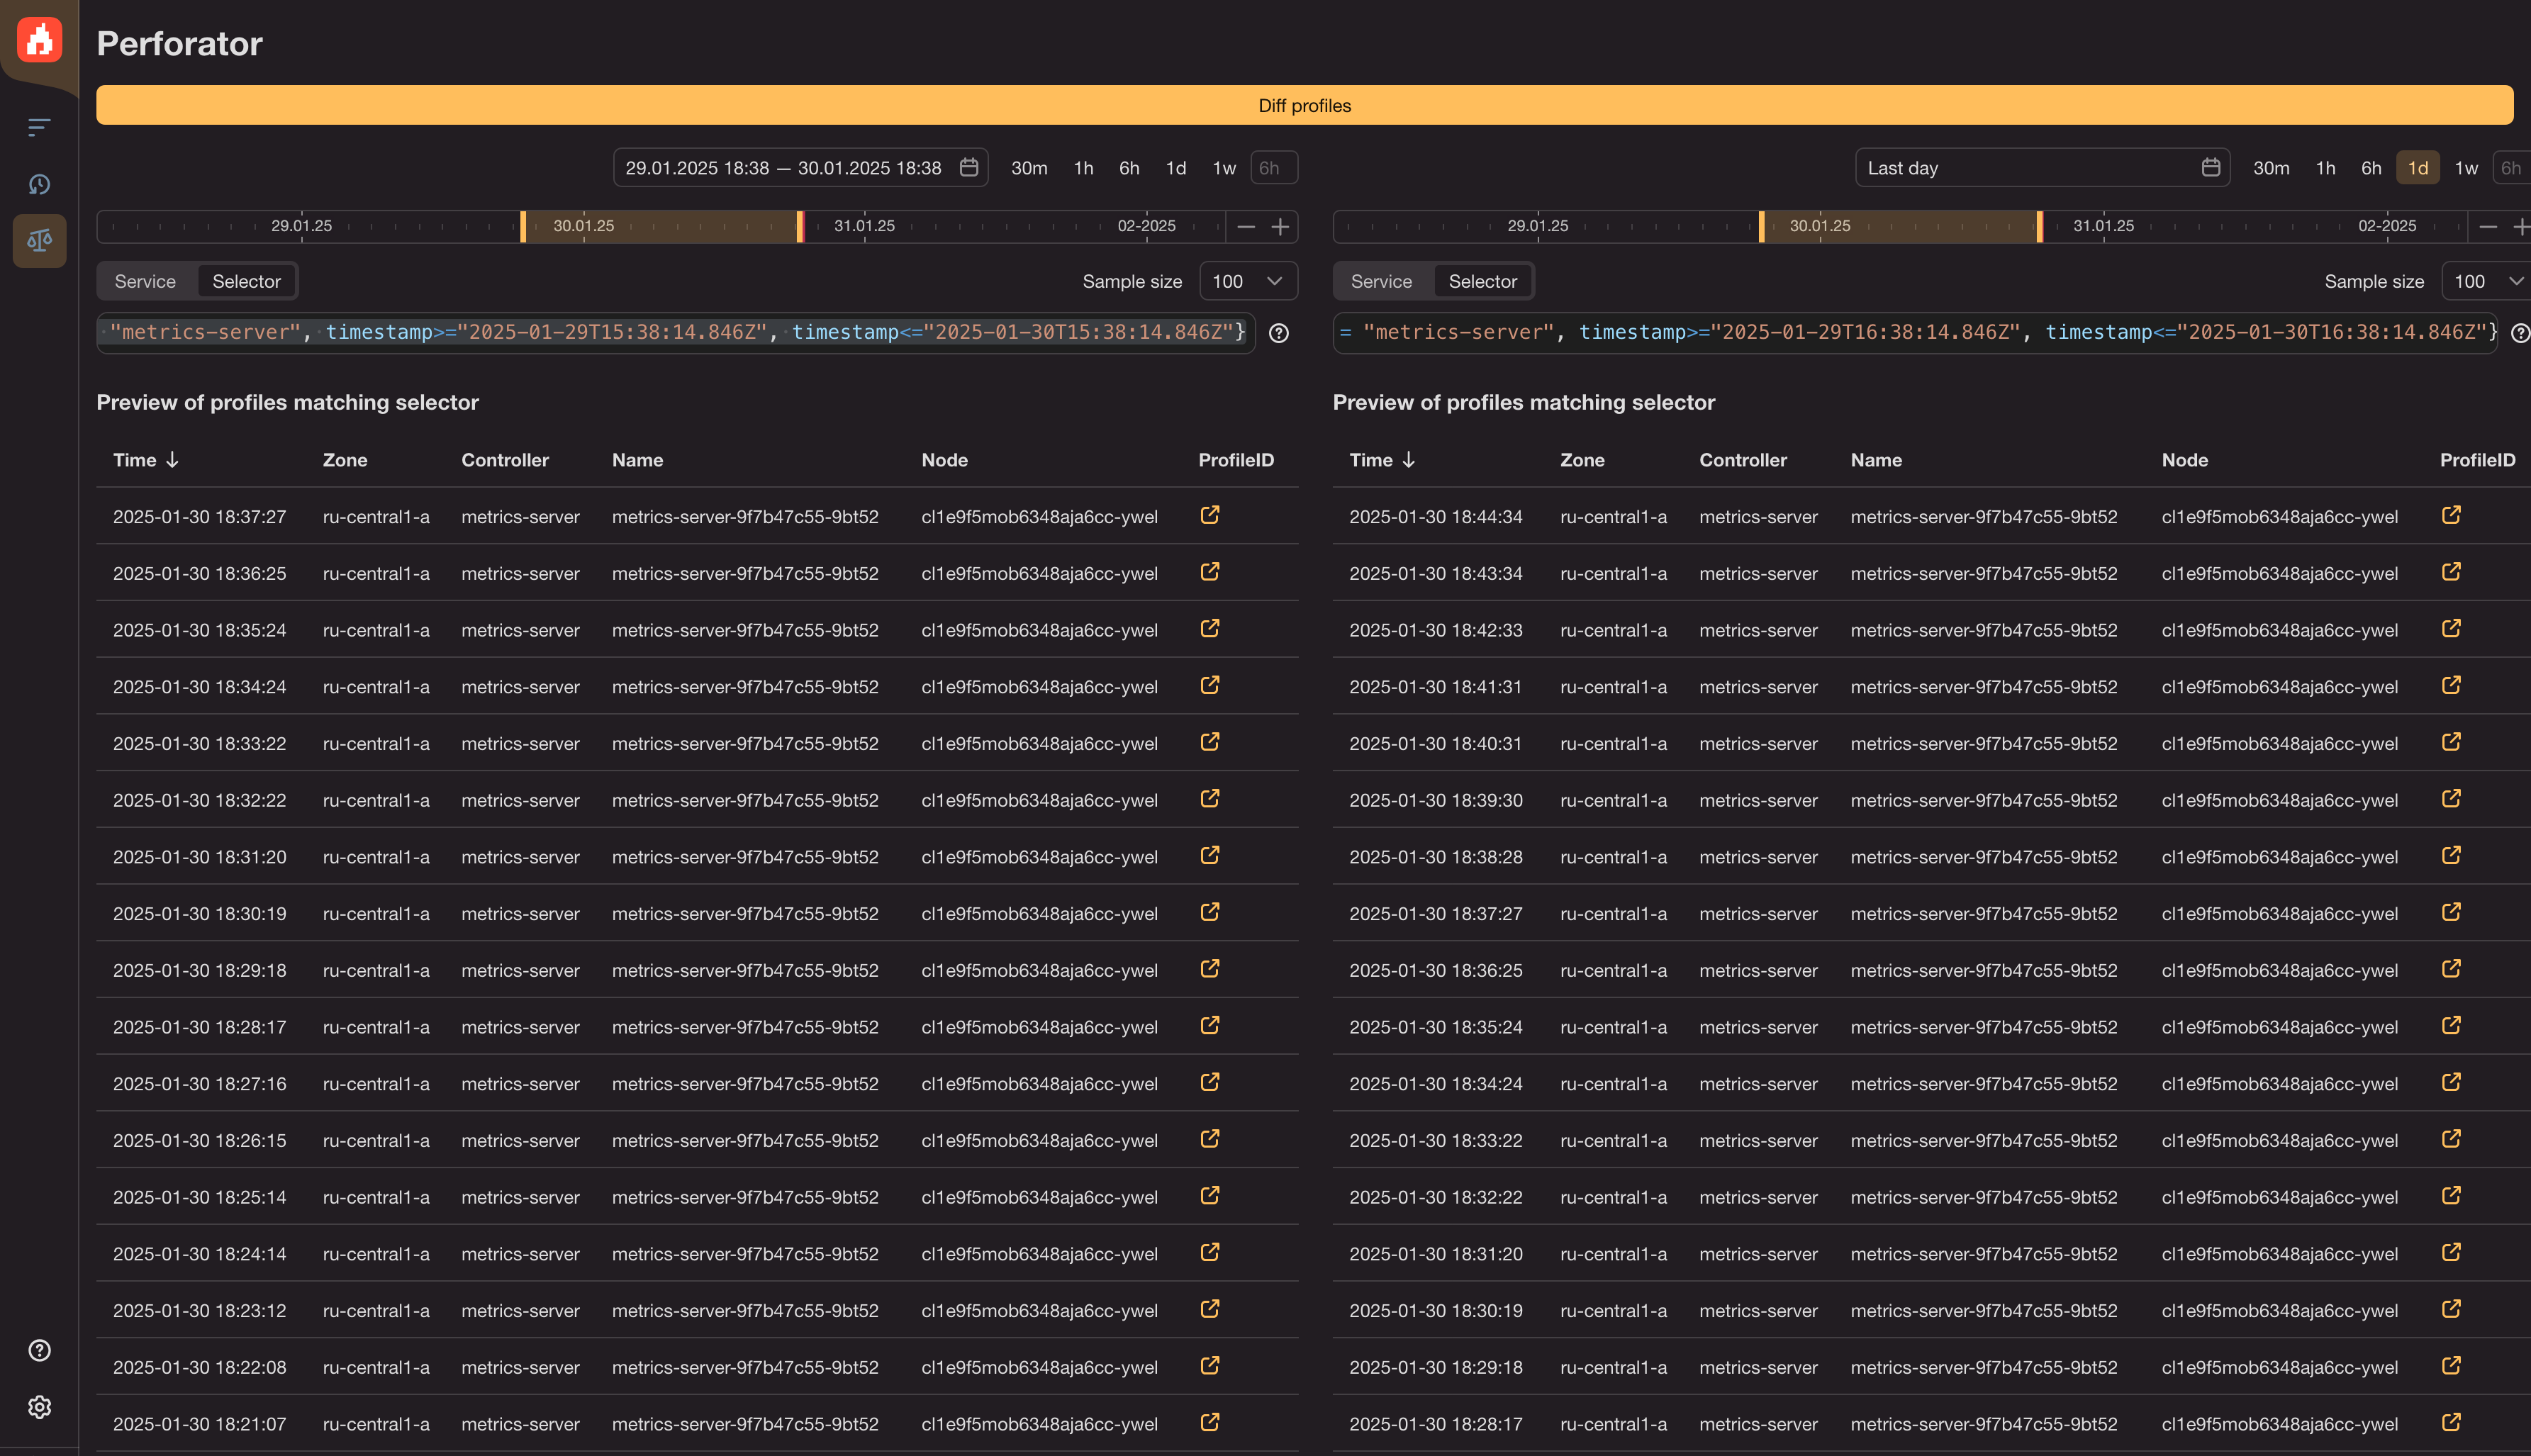 Perforator
Diff profiles
29.01.2025 18:38 — 30.01.2025 18:38 30m 1h 6h 1d 1w 6h
29.01.25 30.01.25 31.01.25 02-2025
Service Selector Sample size 100
"metrics-server", timestamp>="2025-01-29T15:38:14.846Z", timestamp<="2025-01-30T15:38:14.846Z"}
Preview of profiles matching selector
Time Zone Controller Name Node ProfileID
2025-01-30 18:37:27 ru-central1-a metrics-server metrics-server-9f7b47c55-9bt52 cl1e9f5mob6348aja6cc-ywel
2025-01-30 18:36:25 ru-central1-a metrics-server metrics-server-9f7b47c55-9bt52 cl1e9f5mob6348aja6cc-ywel
2025-01-30 18:35:24 ru-central1-a metrics-server metrics-server-9f7b47c55-9bt52 cl1e9f5mob6348aja6cc-ywel
2025-01-30 18:34:24 ru-central1-a metrics-server metrics-server-9f7b47c55-9bt52 cl1e9f5mob6348aja6cc-ywel
2025-01-30 18:33:22 ru-central1-a metrics-server metrics-server-9f7b47c55-9bt52 cl1e9f5mob6348aja6cc-ywel
2025-01-30 18:32:22 ru-central1-a metrics-server metrics-server-9f7b47c55-9bt52 cl1e9f5mob6348aja6cc-ywel
2025-01-30 18:31:20 ru-central1-a metrics-server metrics-server-9f7b47c55-9bt52 cl1e9f5mob6348aja6cc-ywel
2025-01-30 18:30:19 ru-central1-a metrics-server metrics-server-9f7b47c55-9bt52 cl1e9f5mob6348aja6cc-ywel
2025-01-30 18:29:18 ru-central1-a metrics-server metrics-server-9f7b47c55-9bt52 cl1e9f5mob6348aja6cc-ywel
2025-01-30 18:28:17 ru-central1-a metrics-server metrics-server-9f7b47c55-9bt52 cl1e9f5mob6348aja6cc-ywel
2025-01-30 18:27:16 ru-central1-a metrics-server metrics-server-9f7b47c55-9bt52 cl1e9f5mob6348aja6cc-ywel
2025-01-30 18:26:15 ru-central1-a metrics-server metrics-server-9f7b47c55-9bt52 cl1e9f5mob6348aja6cc-ywel
2025-01-30 18:25:14 ru-central1-a metrics-server metrics-server-9f7b47c55-9bt52 cl1e9f5mob6348aja6cc-ywel
2025-01-30 18:24:14 ru-central1-a metrics-server metrics-server-9f7b47c55-9bt52 cl1e9f5mob6348aja6cc-ywel
2025-01-30 18:23:12 ru-central1-a metrics-server metrics-server-9f7b47c55-9bt52 cl1e9f5mob6348aja6cc-ywel
2025-01-30 18:22:08 ru-central1-a metrics-server metrics-server-9f7b47c55-9bt52 cl1e9f5mob6348aja6cc-ywel
2025-01-30 18:21:07 ru-central1-a metrics-server metrics-server-9f7b47c55-9bt52 cl1e9f5mob6348aja6cc-ywel
Last day 30m 1h 6h 1d 1w 6h
29.01.25 30.01.25 31.01.25 02-2025
Service Selector Sample size 100
= "metrics-server", timestamp>="2025-01-29T16:38:14.846Z", timestamp<="2025-01-30T16:38:14.846Z"}
Preview of profiles matching selector
Time Zone Controller Name Node ProfileID
2025-01-30 18:44:34 ru-central1-a metrics-server metrics-server-9f7b47c55-9bt52 cl1e9f5mob6348aja6cc-ywel
2025-01-30 18:43:34 ru-central1-a metrics-server metrics-server-9f7b47c55-9bt52 cl1e9f5mob6348aja6cc-ywel
2025-01-30 18:42:33 ru-central1-a metrics-server metrics-server-9f7b47c55-9bt52 cl1e9f5mob6348aja6cc-ywel
2025-01-30 18:41:31 ru-central1-a metrics-server metrics-server-9f7b47c55-9bt52 cl1e9f5mob6348aja6cc-ywel
2025-01-30 18:40:31 ru-central1-a metrics-server metrics-server-9f7b47c55-9bt52 cl1e9f5mob6348aja6cc-ywel
2025-01-30 18:39:30 ru-central1-a metrics-server metrics-server-9f7b47c55-9bt52 cl1e9f5mob6348aja6cc-ywel
2025-01-30 18:38:28 ru-central1-a metrics-server metrics-server-9f7b47c55-9bt52 cl1e9f5mob6348aja6cc-ywel
2025-01-30 18:37:27 ru-central1-a metrics-server metrics-server-9f7b47c55-9bt52 cl1e9f5mob6348aja6cc-ywel
2025-01-30 18:36:25 ru-central1-a metrics-server metrics-server-9f7b47c55-9bt52 cl1e9f5mob6348aja6cc-ywel
2025-01-30 18:35:24 ru-central1-a metrics-server metrics-server-9f7b47c55-9bt52 cl1e9f5mob6348aja6cc-ywel
2025-01-30 18:34:24 ru-central1-a metrics-server metrics-server-9f7b47c55-9bt52 cl1e9f5mob6348aja6cc-ywel
2025-01-30 18:33:22 ru-central1-a metrics-server metrics-server-9f7b47c55-9bt52 cl1e9f5mob6348aja6cc-ywel
2025-01-30 18:32:22 ru-central1-a metrics-server metrics-server-9f7b47c55-9bt52 cl1e9f5mob6348aja6cc-ywel
2025-01-30 18:31:20 ru-central1-a metrics-server metrics-server-9f7b47c55-9bt52 cl1e9f5mob6348aja6cc-ywel
2025-01-30 18:30:19 ru-central1-a metrics-server metrics-server-9f7b47c55-9bt52 cl1e9f5mob6348aja6cc-ywel
2025-01-30 18:29:18 ru-central1-a metrics-server metrics-server-9f7b47c55-9bt52 cl1e9f5mob6348aja6cc-ywel
2025-01-30 18:28:17 ru-central1-a metrics-server metrics-server-9f7b47c55-9bt52 cl1e9f5mob6348aja6cc-ywel